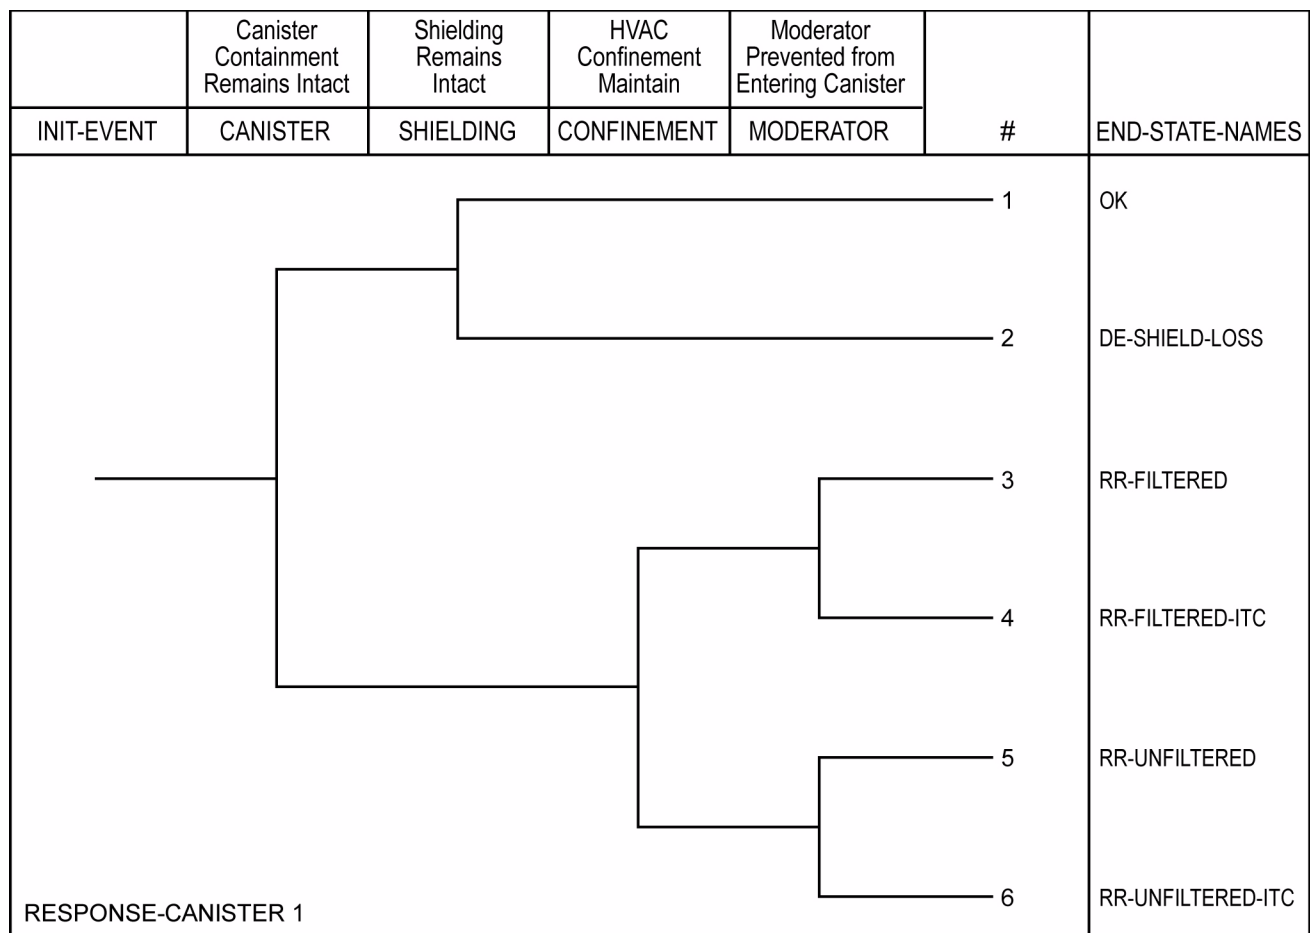 Canister
Containment
Remains Intact
Shielding
Remains
Intact
HVAC
Confinement
Maintain
Moderator
Prevented from
Entering Canister
INIT-EVENT
CANISTER
SHIELDING
CONFINEMENT
MODERATOR
#
END-STATE-NAMES
1
OK
2
DE-SHIELD-LOSS
3
RR-FILTERED
4
RR-FILTERED-ITC
5
RR-UNFILTERED
6
RR-UNFILTERED-ITC
RESPONSE-CANISTER 1